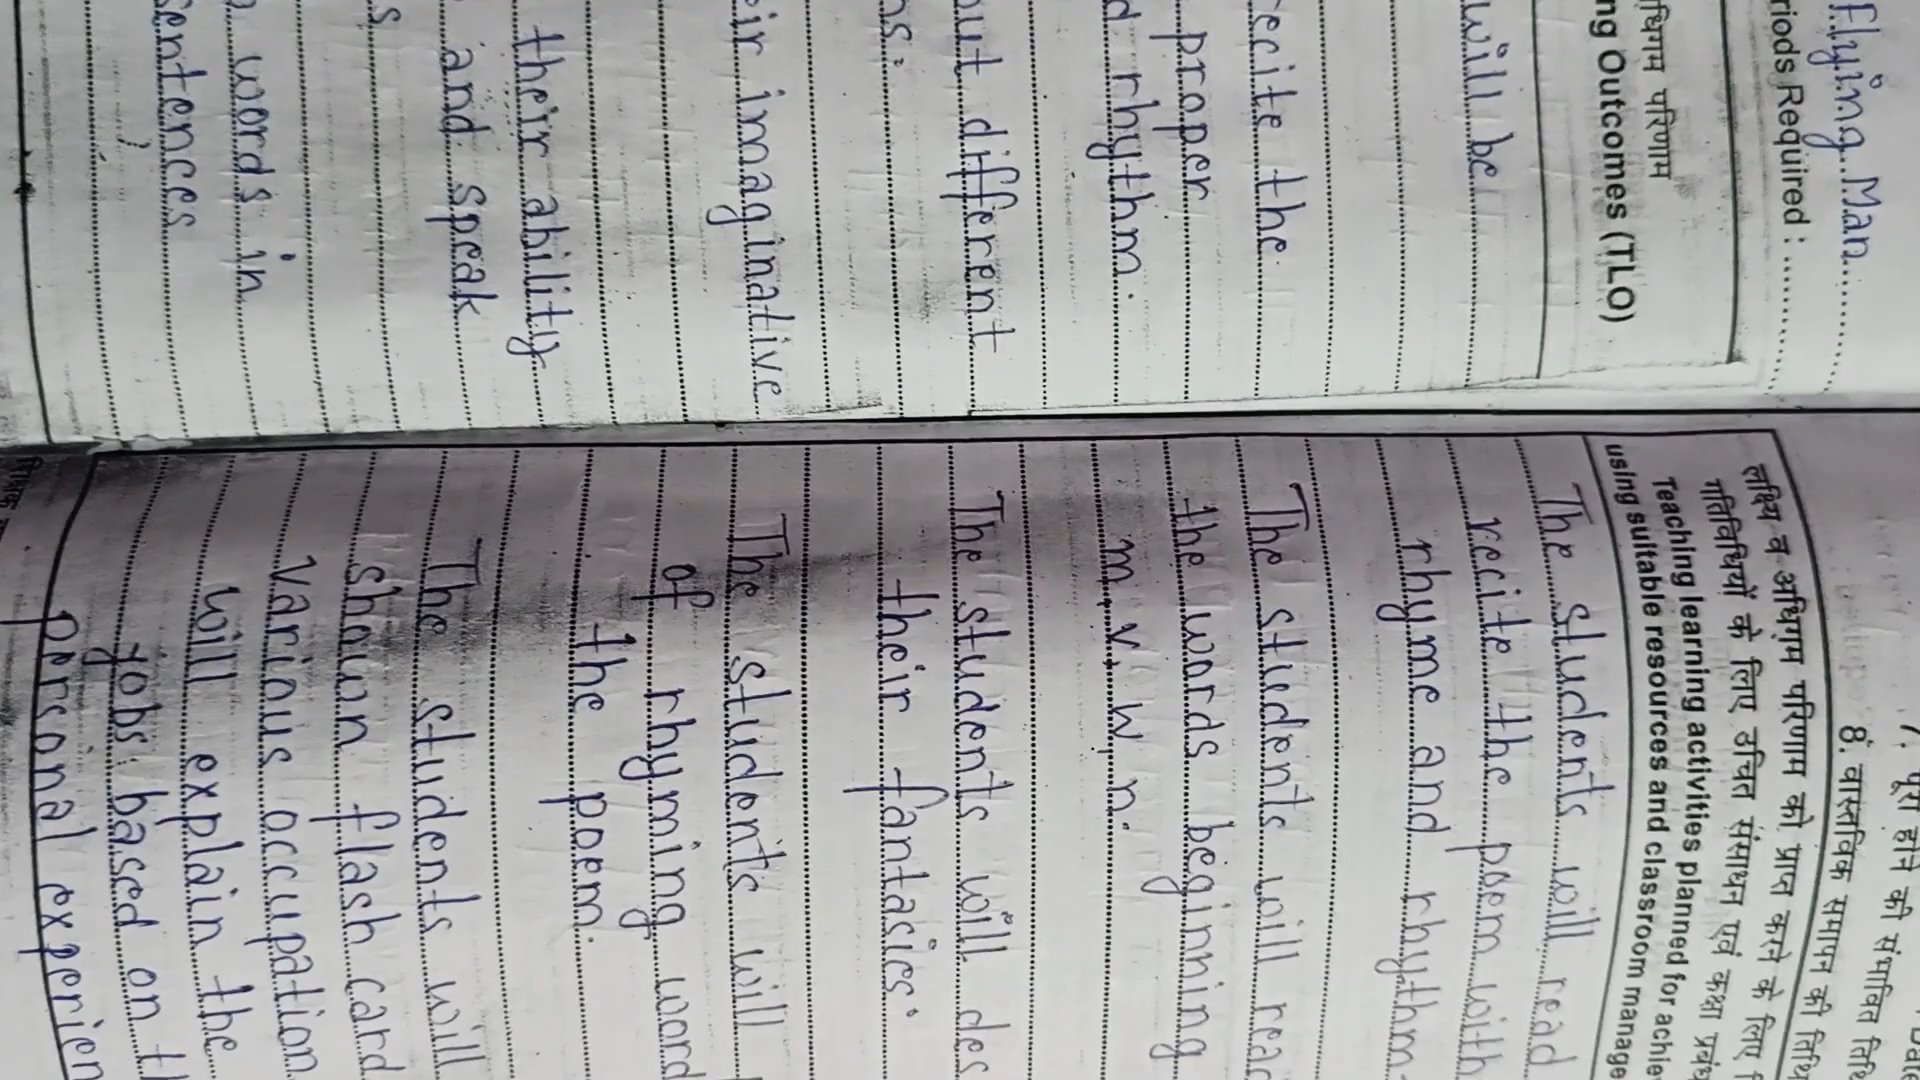 Flying Man
riods Required :
धिगम परिणाम
ng Outcomes (TLO)
will be
ecite the
proper
d rhythm.
out different
ns.
eir imaginative
their ability
and speak
s
words in
sentences
7. पूरा होने की संभावित तिथि
8. वास्तविक समापन की तिथि
लक्ष्य व अधिगम परिणाम को प्राप्त करने के लिए
गतिविधियों के लिए उचित संसाधन एवं कक्षा प्रबं
Teaching learning activities planned for achie
using suitable resources and classroom manage
The students will read
recite the poem with
rhyme and rhythm.
The students will read
the words beginning
m, v, w, n.
The students will des
their fantasies.
The students will
of rhyming word
the poem.
The students will
shown flash card
various occupation
will explain the
jobs based on th
personal experien